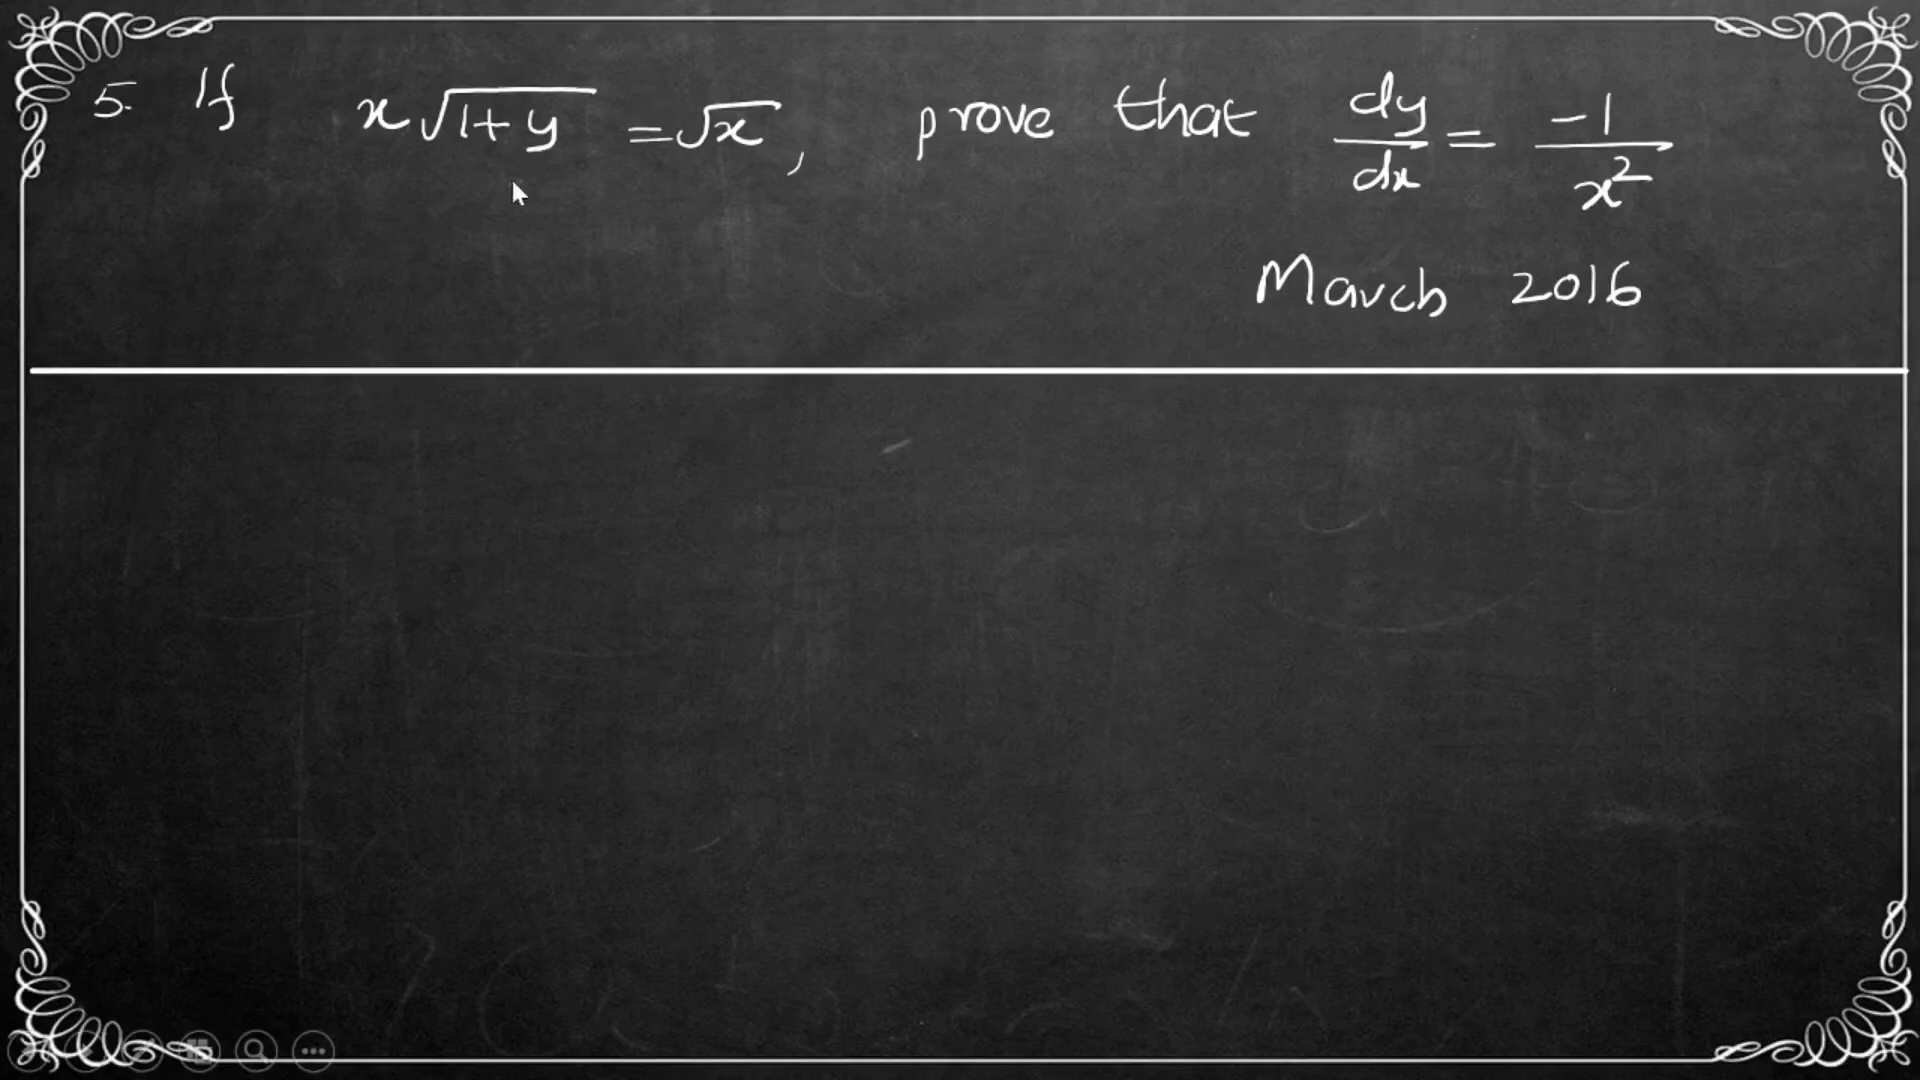 5. If x√(1+y) = √x, prove that dy/dx = -1/x²
March 2016